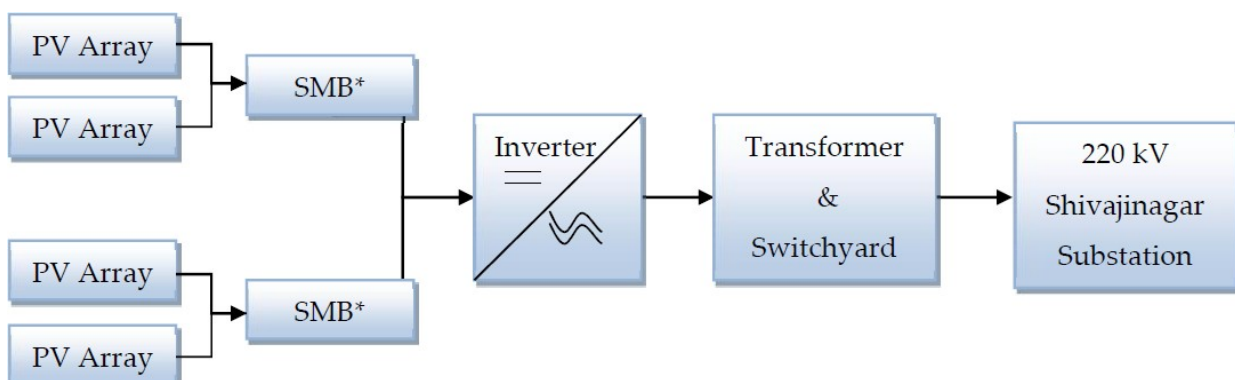 PV Array
PV Array
SMB*
PV Array
PV Array
SMB*
Inverter
Transformer
&
Switchyard
220 kV
Shivajinagar
Substation